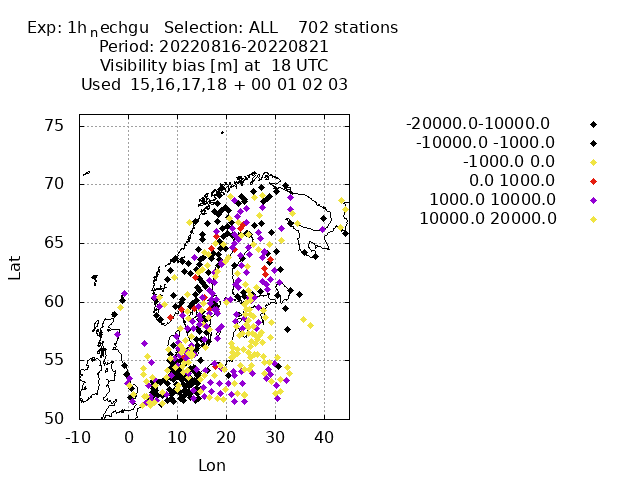 Exp: 1h_nechgu   Selection: ALL    702 stations
Period: 20220816-20220821
Visibility bias [m] at  18 UTC
Used  15,16,17,18 + 00 01 02 03
-20000.0-10000.0
-10000.0 -1000.0
-1000.0 0.0
0.0 1000.0
1000.0 10000.0
10000.0 20000.0
75
70
65
60
55
50
Lat
-10 0 10 20 30 40
Lon